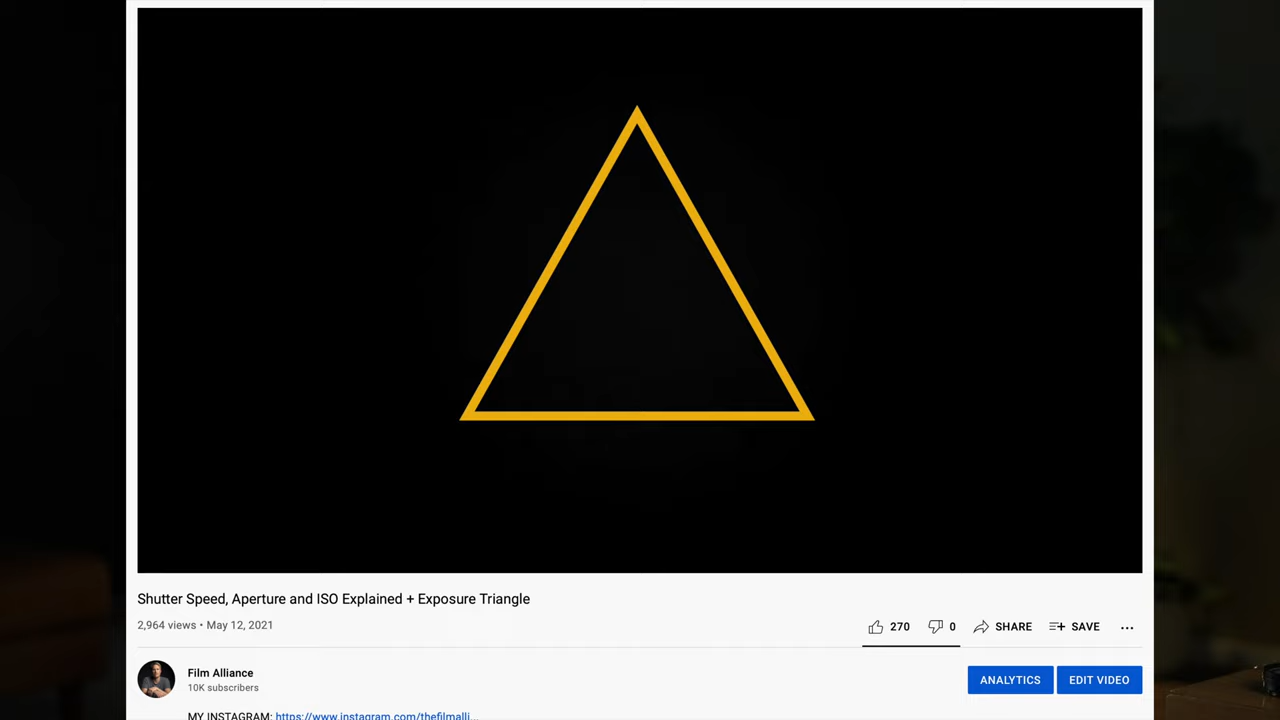 Shutter Speed, Aperture and ISO Explained + Exposure Triangle
2,964 views • May 12, 2021
270
0
SHARE
SAVE
Film Alliance
10K subscribers
ANALYTICS
EDIT VIDEO
MY INSTAGRAM: https://www.instagram.com/thefilmalli...